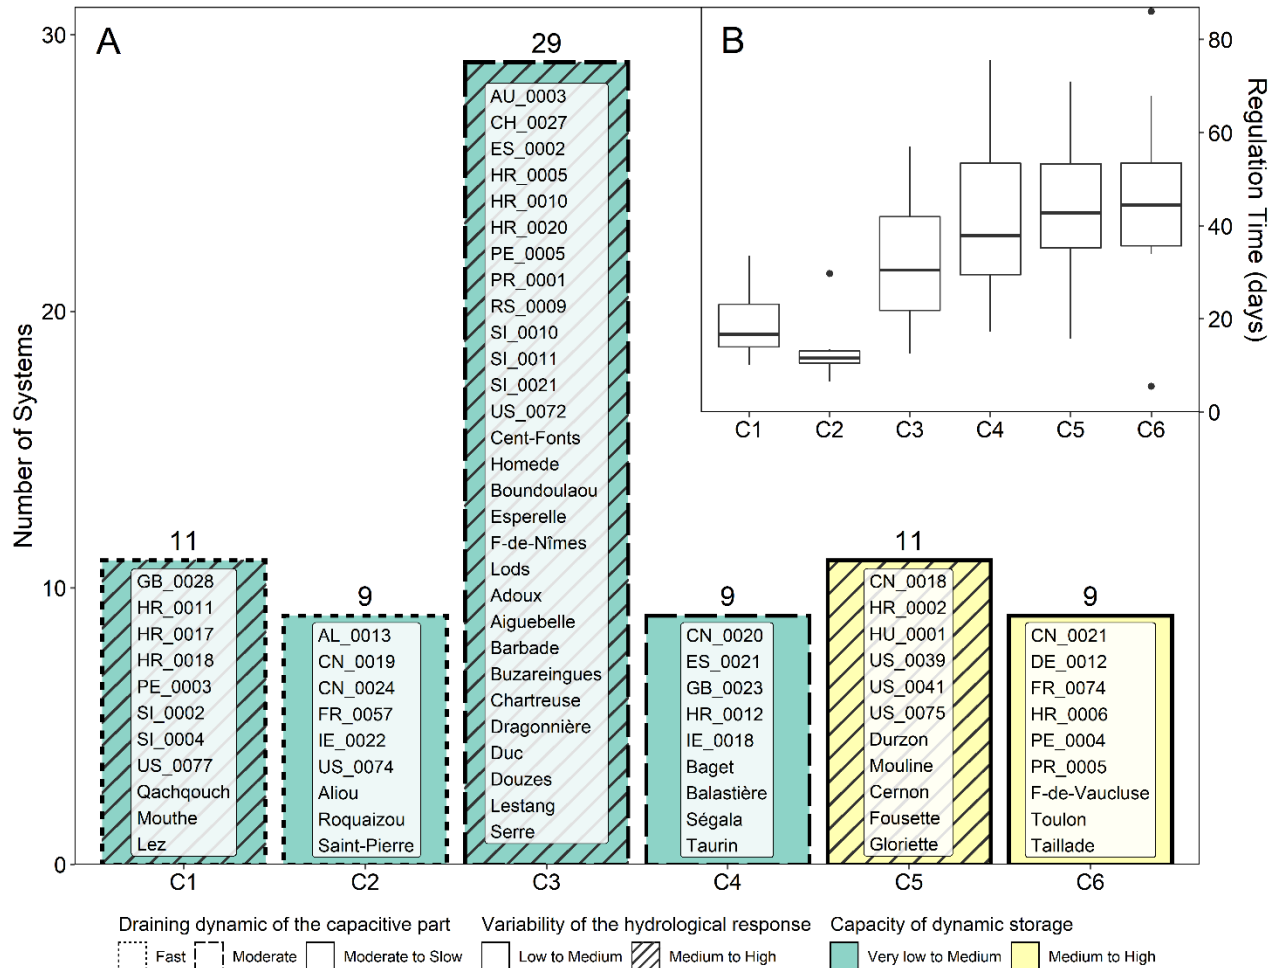 A
B
Number of Systems
30
20
10
0
11
9
29
9
11
9
GB_0028
HR_0011
HR_0017
HR_0018
PE_0003
SI_0002
SI_0004
US_0077
Qachqouch
Mouthe
Lez
AL_0013
CN_0019
CN_0024
FR_0057
IE_0022
US_0074
Aliou
Roquaizou
Saint-Pierre
AU_0003
CH_0027
ES_0002
HR_0005
HR_0010
HR_0020
PE_0005
PR_0001
RS_0009
SI_0010
SI_0011
SI_0021
US_0072
Cent-Fonts
Homede
Boundoulaou
Esperelle
F-de-Nîmes
Lods
Adoux
Aiguebelle
Barbade
Buzareingues
Chartreuse
Dragonnière
Duc
Douzes
Lestang
Serre
CN_0020
ES_0021
GB_0023
HR_0012
IE_0018
Baget
Balastière
Ségala
Taurin
CN_0018
HR_0002
HU_0001
US_0039
US_0041
US_0075
Durzon
Mouline
Cernon
Fousette
Gloriette
CN_0021
DE_0012
FR_0074
HR_0006
PE_0004
PR_0005
F-de-Vaucluse
Toulon
Taillade
C1 C2 C3 C4 C5 C6
80
60
40
20
0
Regulation Time (days)
C1 C2 C3 C4 C5 C6
Draining dynamic of the capacitive part
Fast Moderate Moderate to Slow
Variability of the hydrological response
Low to Medium Medium to High
Capacity of dynamic storage
Very low to Medium Medium to High